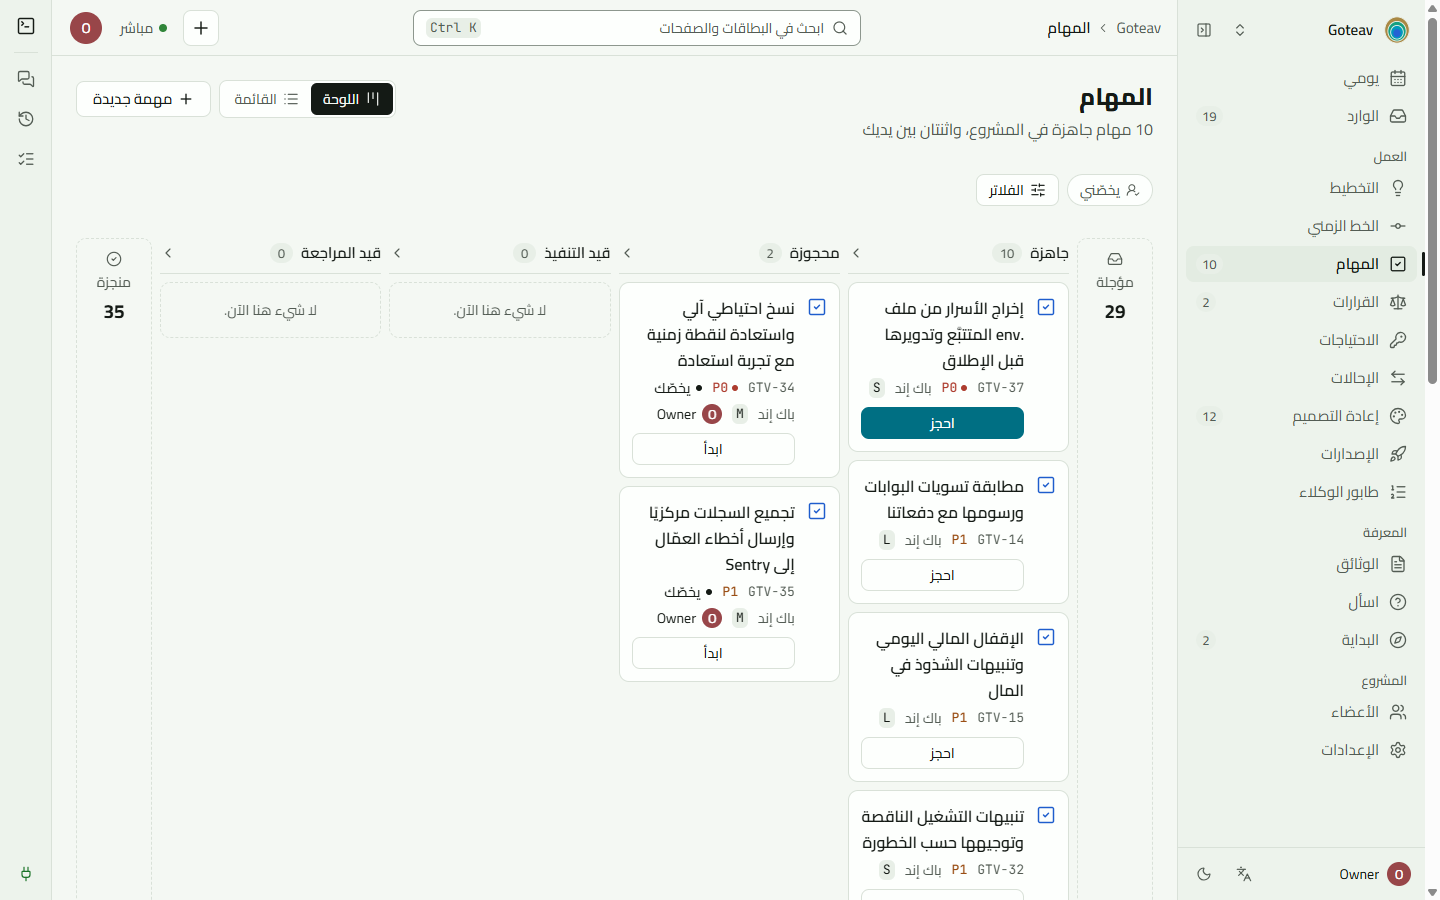 Goteav
يومي
الوارد 19
العمل
التخطيط
الخط الزمني
المهام 10
القرارات 2
الاحتياجات
الإحالات
إعادة التصميم 12
الإصدارات
طابور الوكلاء
المعرفة
الوثائق
اسأل
البداية 2
المشروع
الأعضاء
الإعدادات
Owner O
Goteav المهام
ابحث في البطاقات والصفحات Ctrl K
مباشر
O
المهام
10 مهام جاهزة في المشروع، واثنتان بين يديك
اللوحة
القائمة
مهمة جديدة
يخصّني
الفلاتر
مؤجلة
29
جاهزة 10
إخراج الأسرار من ملف
.env المتتبَّع وتدويرها
قبل الإطلاق
GTV-37 P0 باك إند S
احجز
مطابقة تسويات البوابات
ورسومها مع دفعاتنا
GTV-14 P1 باك إند L
احجز
الإقفال المالي اليومي
وتنبيهات الشذوذ في
المال
GTV-15 P1 باك إند L
احجز
تنبيهات التشغيل الناقصة
وتوجيهها حسب الخطورة
GTV-32 P1 باك إند S
محجوزة 2
نسخ احتياطي آلي
واستعادة لنقطة زمنية
مع تجربة استعادة
GTV-34 P0 يخصّك
باك إند M O Owner
ابدأ
تجميع السجلات مركزيًا
وإرسال أخطاء العمّال
إلى Sentry
GTV-35 P1 يخصّك
باك إند M O Owner
ابدأ
قيد التنفيذ 0
لا شيء هنا الآن.
قيد المراجعة 0
لا شيء هنا الآن.
منجزة
35